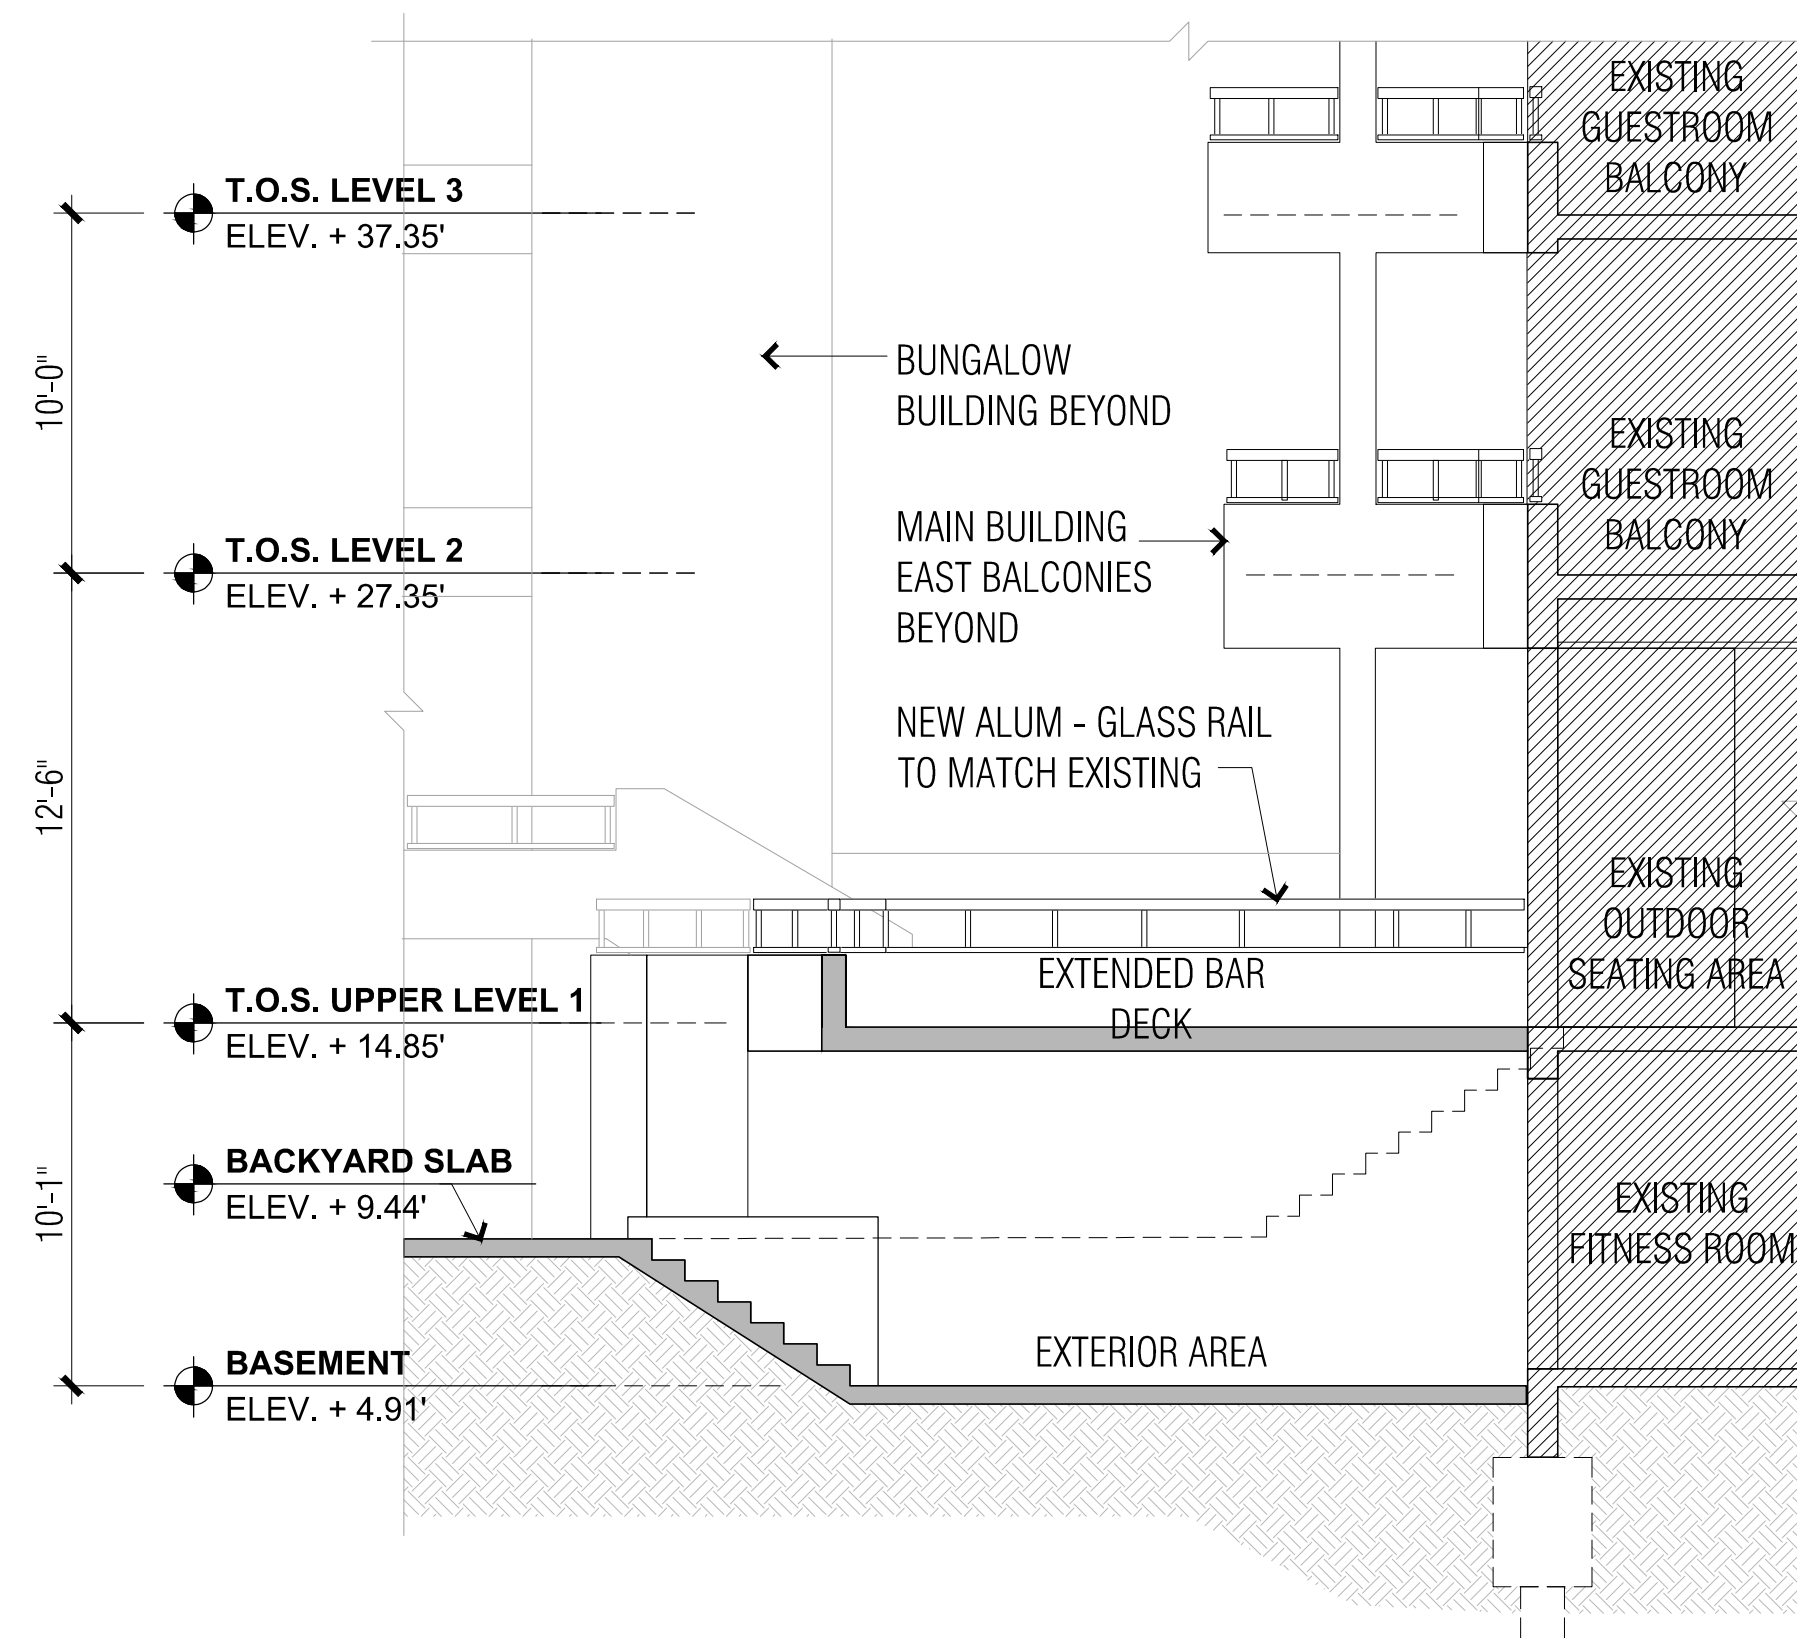 EXISTING
GUESTROOM
BALCONY
T.O.S. LEVEL 3
ELEV. + 37.35'
10'-0"
BUNGALOW
BUILDING BEYOND
EXISTING
GUESTROOM
BALCONY
MAIN BUILDING
EAST BALCONIES
BEYOND
T.O.S. LEVEL 2
ELEV. + 27.35'
NEW ALUM - GLASS RAIL
TO MATCH EXISTING
12'-6"
EXISTING
OUTDOOR
SEATING AREA
EXTENDED BAR
DECK
T.O.S. UPPER LEVEL 1
ELEV. + 14.85'
BACKYARD SLAB
ELEV. + 9.44'
10'-1"
EXISTING
FITNESS ROOM
EXTERIOR AREA
BASEMENT
ELEV. + 4.91'